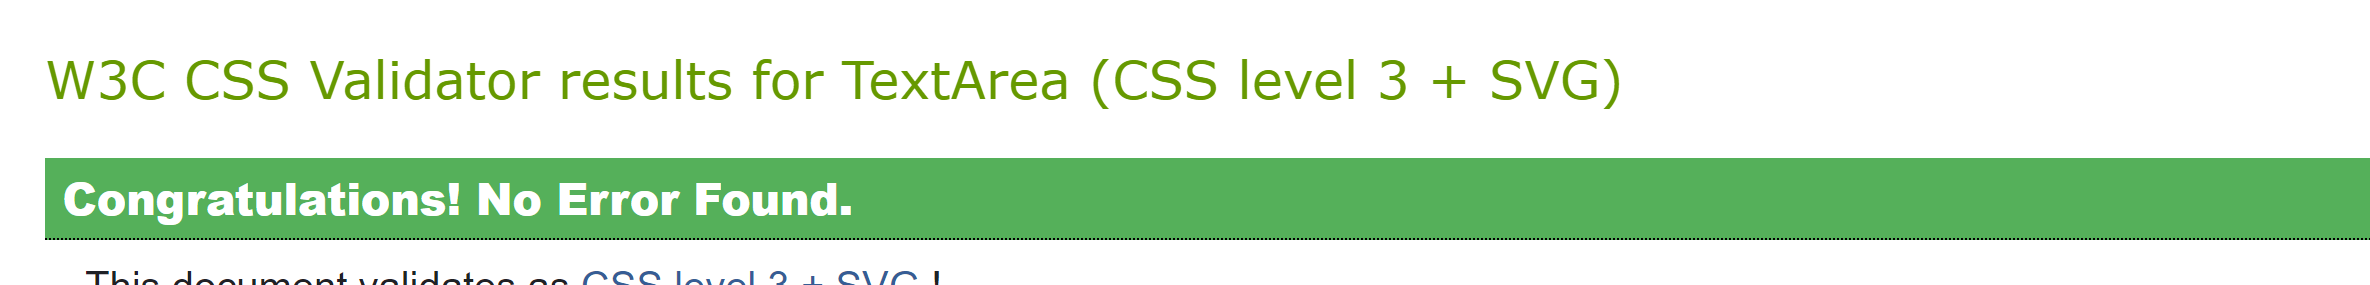 W3C CSS Validator results for TextArea (CSS level 3 + SVG)
Congratulations! No Error Found.
This document validates as CSS level 3 + SVG !